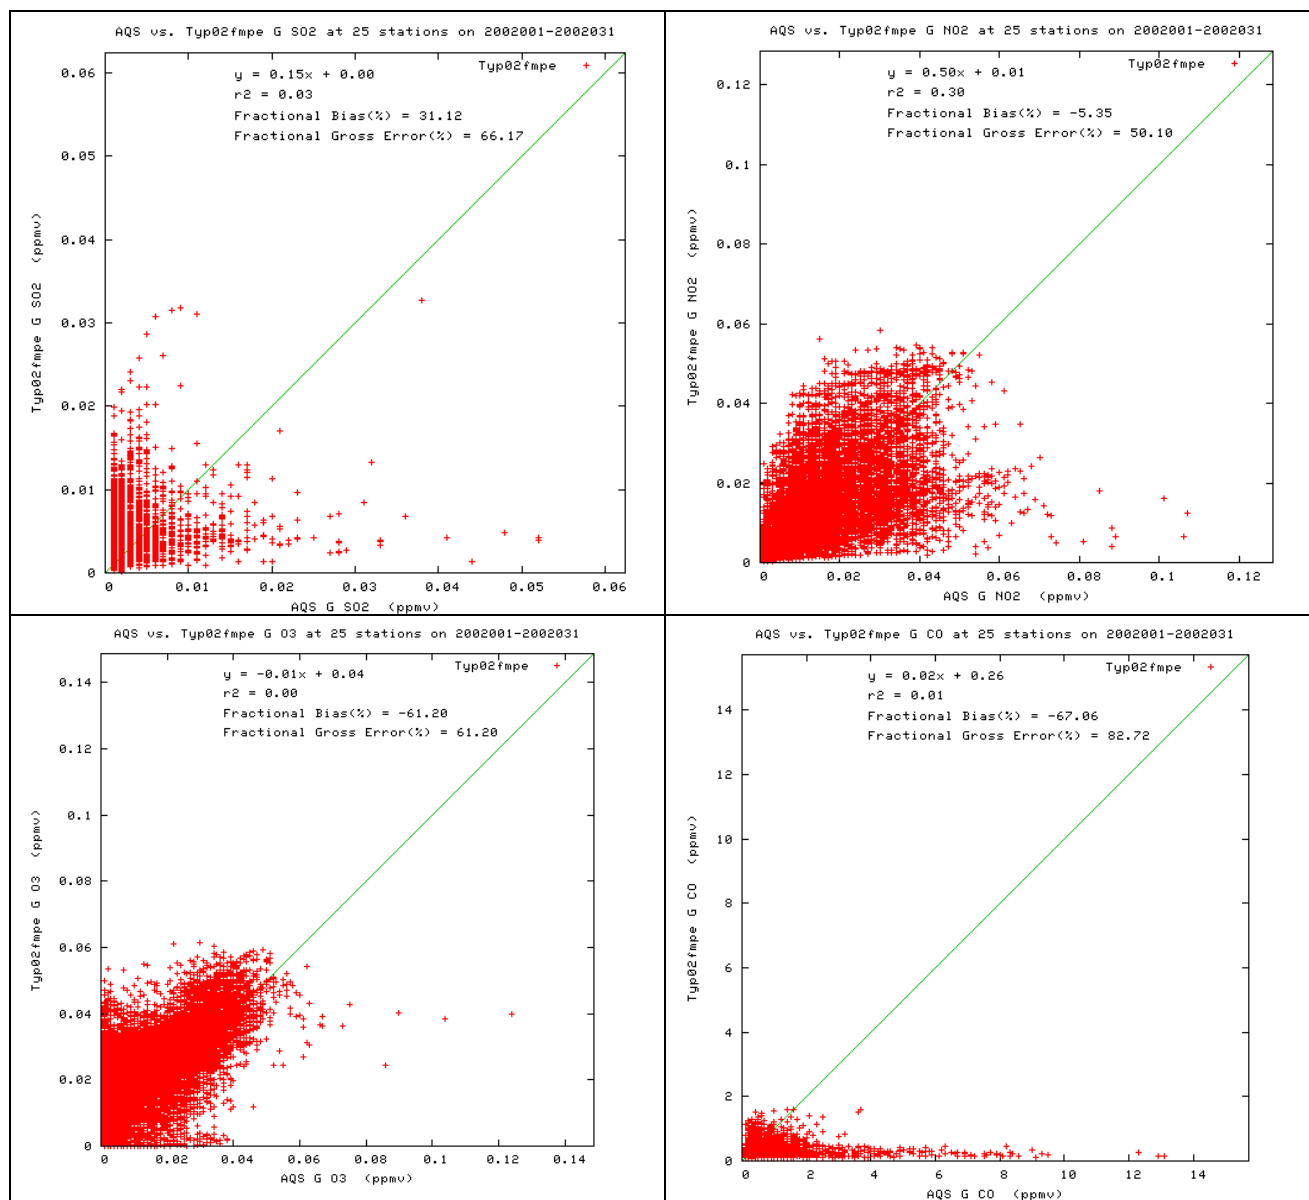 AQS vs. Typ02fmpe G SO2 at 25 stations on 2002001-2002031
Typ02fmpe
y = 0.15x + 0.00
r2 = 0.03
Fractional Bias(%) = 31.12
Fractional Gross Error(%) = 66.17
0.06
0.05
0.04
0.03
0.02
0.01
0
Typ02fmpe G SO2 (ppmv)
0 0.01 0.02 0.03 0.04 0.05 0.06
AQS G SO2 (ppmv)
AQS vs. Typ02fmpe G NO2 at 25 stations on 2002001-2002031
Typ02fmpe
y = 0.50x + 0.01
r2 = 0.30
Fractional Bias(%) = -5.35
Fractional Gross Error(%) = 50.10
0.12
0.1
0.08
0.06
0.04
0.02
0
Typ02fmpe G NO2 (ppmv)
0 0.02 0.04 0.06 0.08 0.1 0.12
AQS G NO2 (ppmv)
AQS vs. Typ02fmpe G O3 at 25 stations on 2002001-2002031
Typ02fmpe
y = -0.01x + 0.04
r2 = 0.00
Fractional Bias(%) = -61.20
Fractional Gross Error(%) = 61.20
0.14
0.12
0.1
0.08
0.06
0.04
0.02
0
Typ02fmpe G O3 (ppmv)
0 0.02 0.04 0.06 0.08 0.1 0.12 0.14
AQS G O3 (ppmv)
AQS vs. Typ02fmpe G CO at 25 stations on 2002001-2002031
Typ02fmpe
y = 0.02x + 0.26
r2 = 0.01
Fractional Bias(%) = -67.06
Fractional Gross Error(%) = 82.72
14
12
10
8
6
4
2
0
Typ02fmpe G CO (ppmv)
0 2 4 6 8 10 12 14
AQS G CO (ppmv)